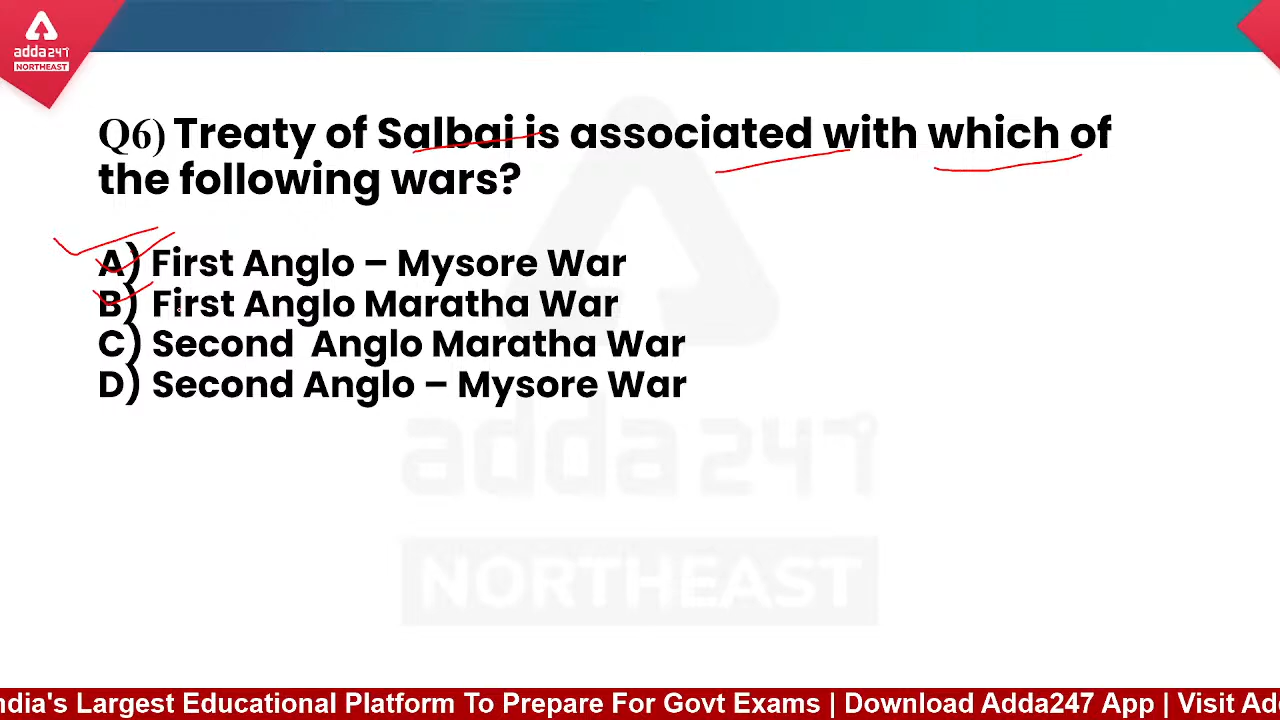 adda247
NORTHEAST
Q6) Treaty of Salbai is associated with which of
the following wars?
A) First Anglo – Mysore War
B) First Anglo Maratha War
C) Second Anglo Maratha War
D) Second Anglo – Mysore War
adda247
NORTHEAST
ndia's Largest Educational Platform To Prepare For Govt Exams | Download Adda247 App | Visit Ad